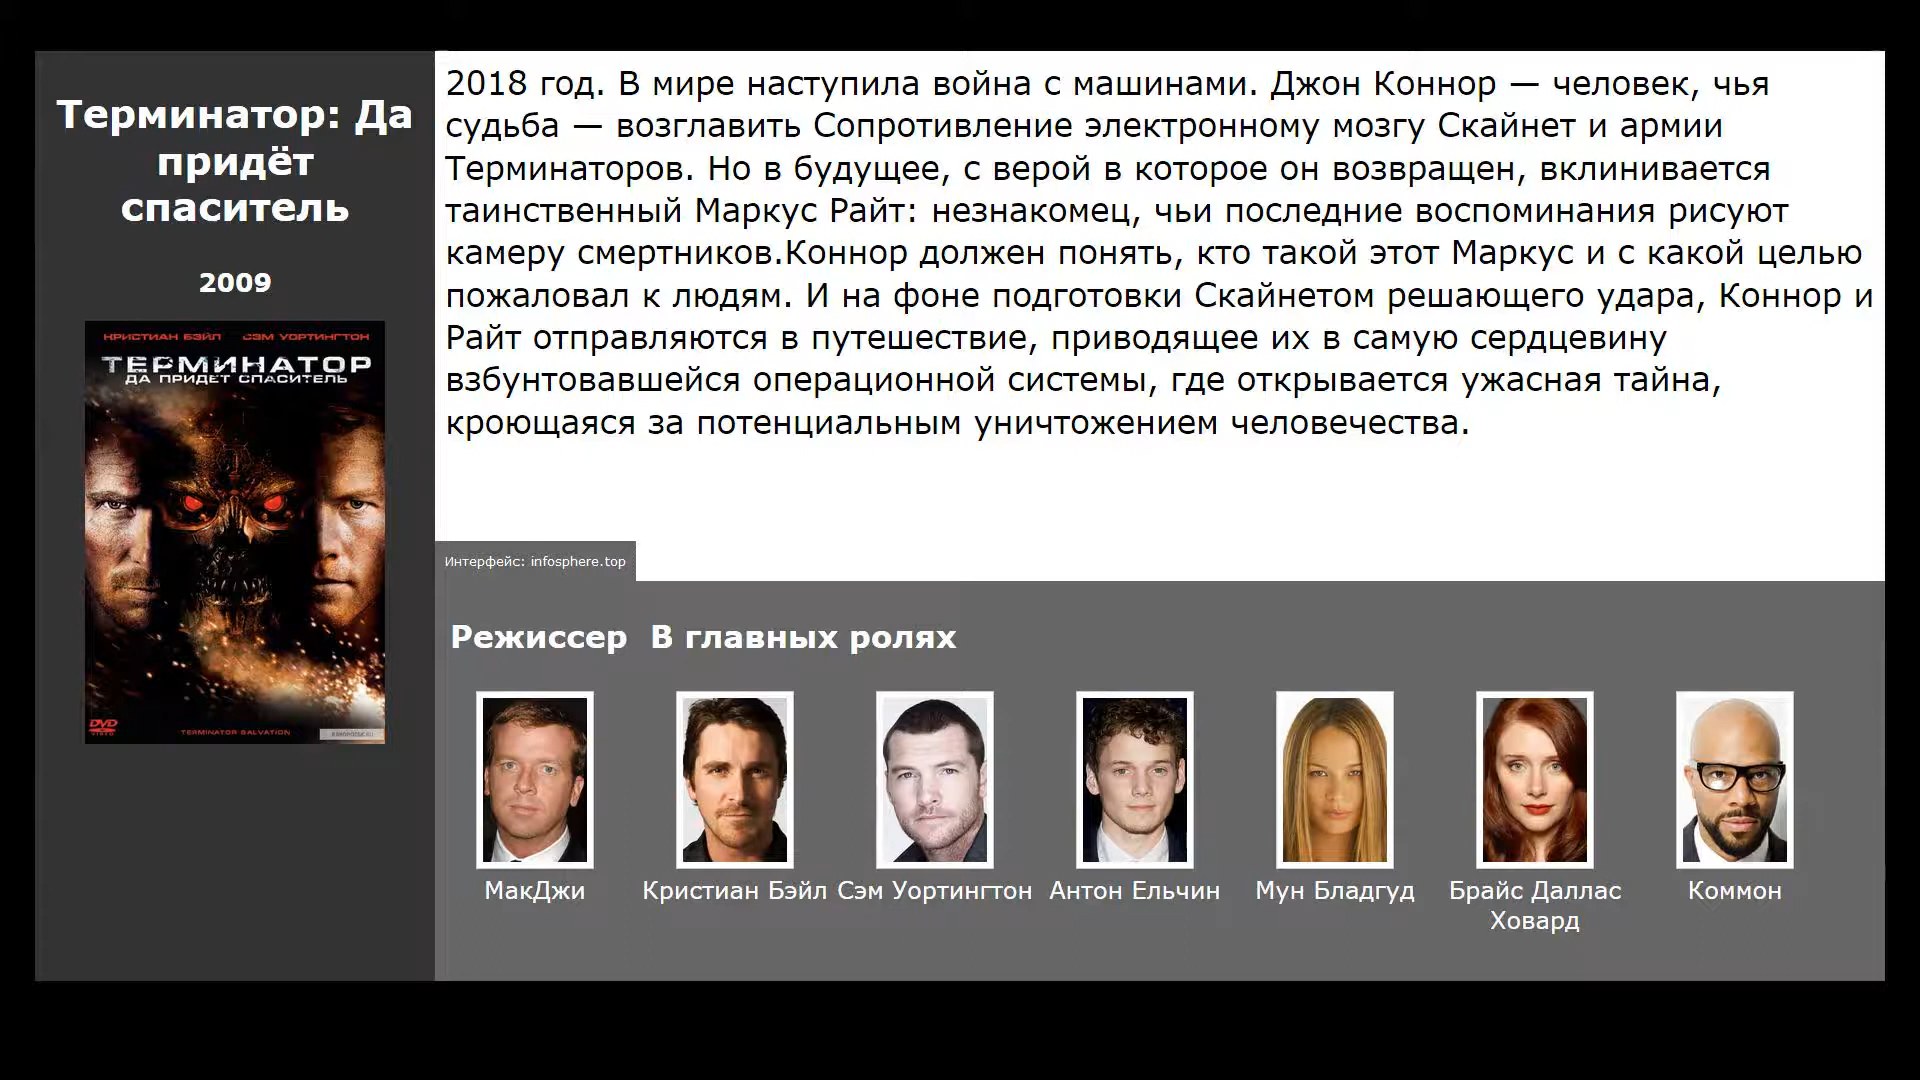 Терминатор: Да
придёт
спаситель
2009
КРИСТИАН БЭЙЛ СЭМ УОРТИНГТОН
ТЕРМИНАТОР
ДА ПРИДЕТ СПАСИТЕЛЬ
DVD
VIDEO
TERMINATOR SALVATION
2018 год. В мире наступила война с машинами. Джон Коннор — человек, чья
судьба — возглавить Сопротивление электронному мозгу Скайнет и армии
Терминаторов. Но в будущее, с верой в которое он возвращен, вклинивается
таинственный Маркус Райт: незнакомец, чьи последние воспоминания рисуют
камеру смертников.Коннор должен понять, кто такой этот Маркус и с какой целью
пожаловал к людям. И на фоне подготовки Скайнетом решающего удара, Коннор и
Райт отправляются в путешествие, приводящее их в самую сердцевину
взбунтовавшейся операционной системы, где открывается ужасная тайна,
кроющаяся за потенциальным уничтожением человечества.
Интерфейс: infosphere.top
Режиссер В главных ролях
МакДжи Кристиан Бэйл Сэм Уортингтон Антон Ельчин Мун Бладгуд Брайс Даллас Коммон
Ховард